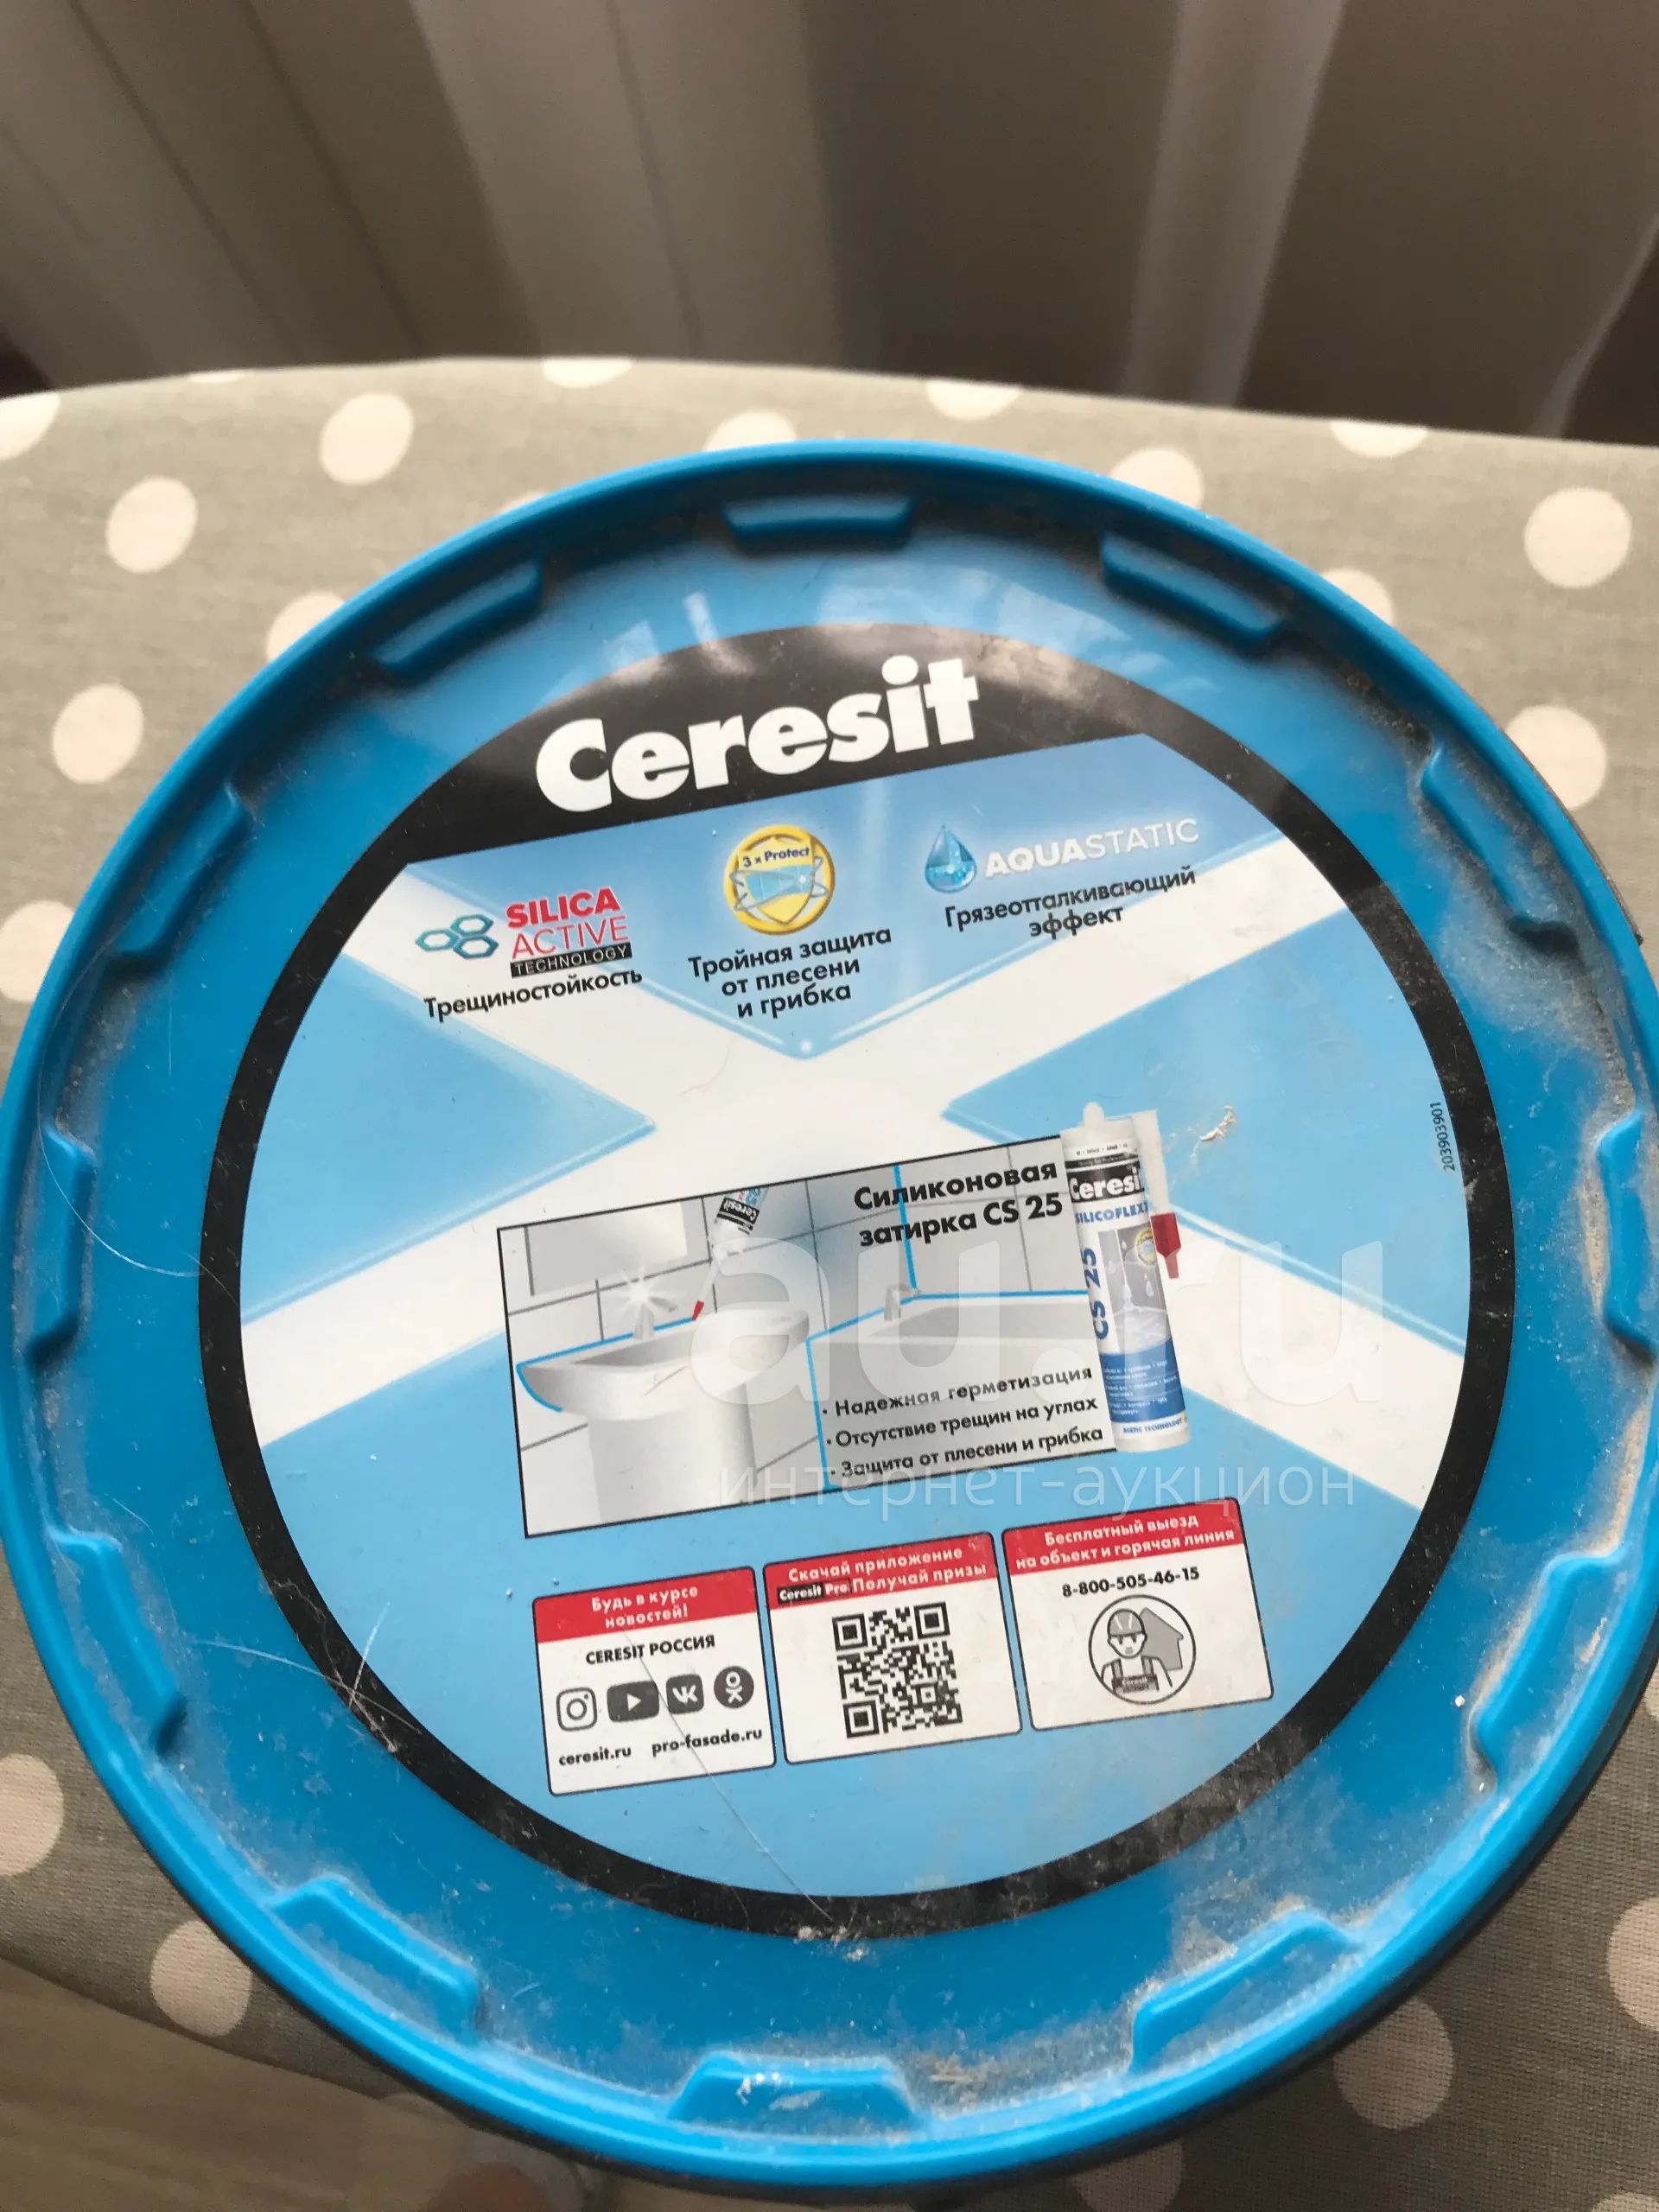 Ceresit
SILICA
ACTIVE
TECHNOLOGY
Трещиностойкость
3 x Protect
Тройная защита
от плесени
и грибка
AQUASTATIC
Грязеотталкивающий
эффект
203903901
Силиконовая
затирка CS 25
Ceresit
Ceresi
SILICOFLEX
CS 25
• Надежная герметизация
• Отсутствие трещин на углах
• Защита от плесени и грибка
au.ru
интернет-аукцион
Будь в курсе
новостей!
CERESIT РОССИЯ
ceresit.ru pro-fasade.ru
Скачай приложение
Ceresit Pro Получай призы
Бесплатный выезд
на объект и горячая линия
8-800-505-46-15